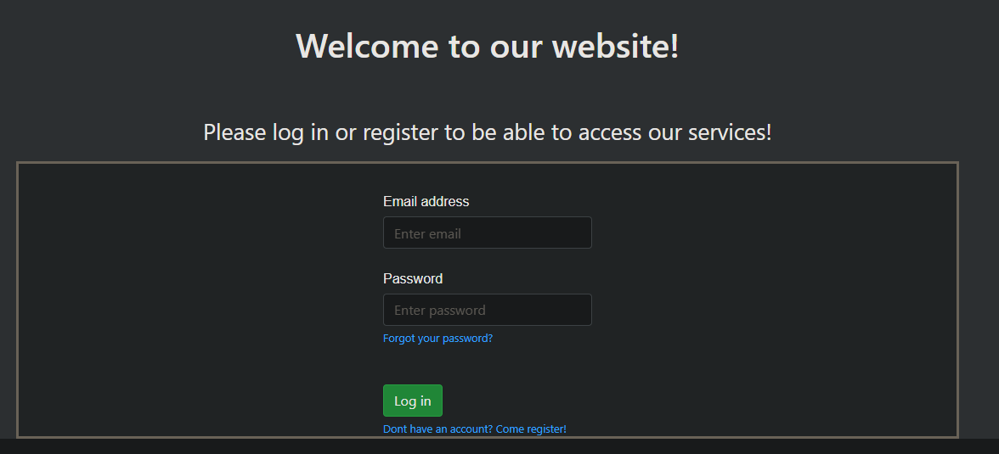 Welcome to our website!
Please log in or register to be able to access our services!
Email address
Enter email
Password
Enter password
Forgot your password?
Log in
Dont have an account? Come register!